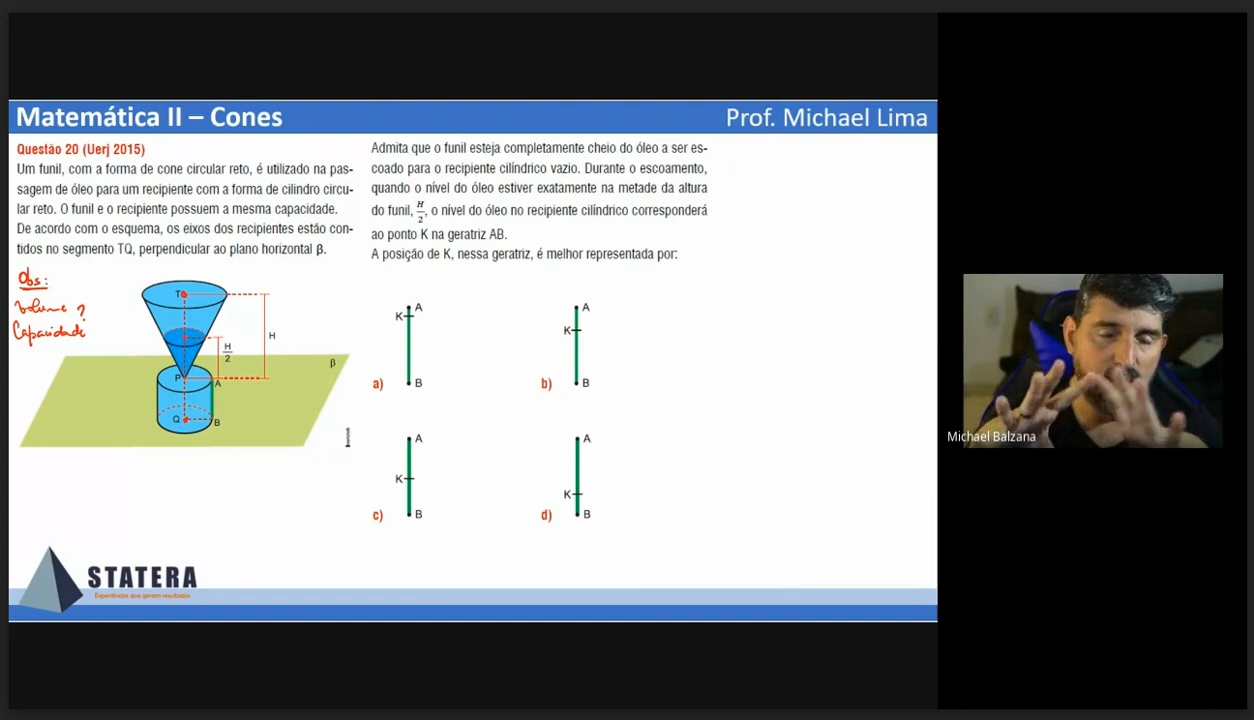 Matemática II – Cones
Prof. Michael Lima
Questão 20 (Uerj 2015)
Um funil, com a forma de cone circular reto, é utilizado na pas-
sagem de óleo para um recipiente com a forma de cilindro circu-
lar reto. O funil e o recipiente possuem a mesma capacidade.
De acordo com o esquema, os eixos dos recipientes estão con-
tidos no segmento TQ, perpendicular ao plano horizontal β.
Obs:
Volume ?
Capacidade
T
H
H
2
β
P
A
Q
B
Admita que o funil esteja completamente cheio do óleo a ser es-
coado para o recipiente cilíndrico vazio. Durante o escoamento,
quando o nível do óleo estiver exatamente na metade da altura
do funil, H/2, o nível do óleo no recipiente cilíndrico corresponderá
ao ponto K na geratriz AB.
A posição de K, nessa geratriz, é melhor representada por:
A
K
a) B
A
K
b) B
A
K
c) B
A
K
d) B
STATERA
Experiências que geram resultados
Michael Balzana